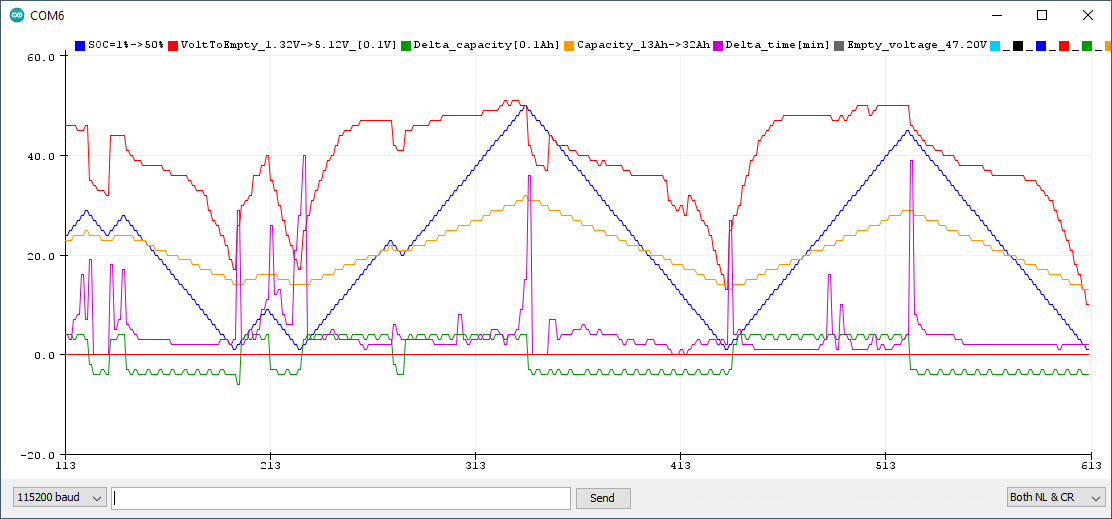 COM6
SOC=1%->50% VoltToEmpty_1.32V->5.12V_[0.1V] Delta_capacity[0.1Ah] Capacity_13Ah->32Ah Delta_time[min] Empty_voltage_47.20V _ _ _ _ _
60.0
40.0
20.0
0.0
-20.0
113 213 313 413 513 613
115200 baud Send Both NL & CR